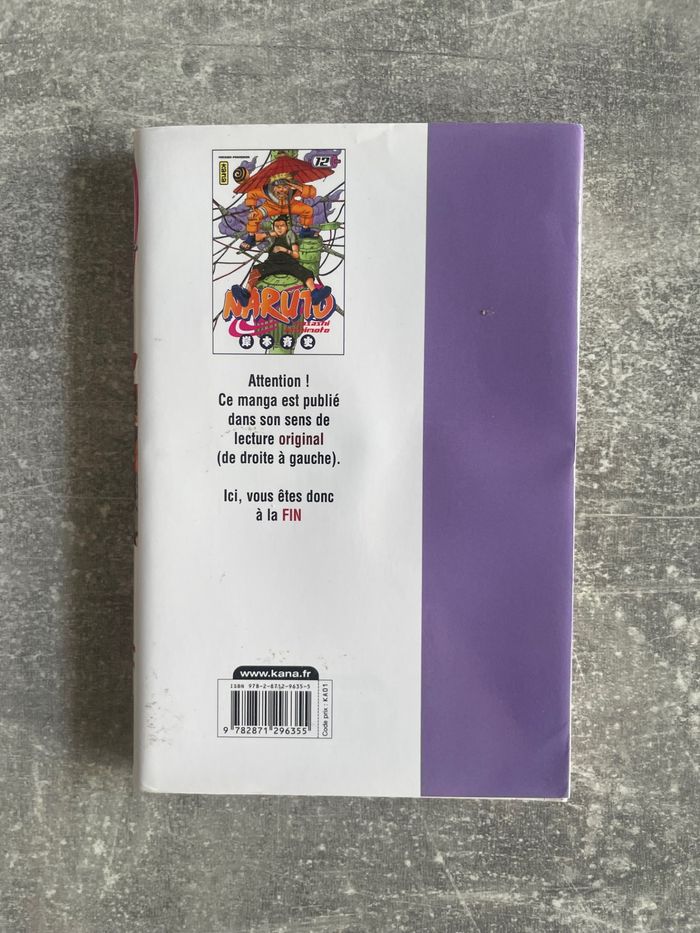 kana
12
NARUTO
岸本斉史
Attention !
Ce manga est publié
dans son sens de
lecture original
(de droite à gauche).
Ici, vous êtes donc
à la FIN
www.kana.fr
ISBN 978-2-8712-9635-5
9 782871 296355
Code prix : KA01